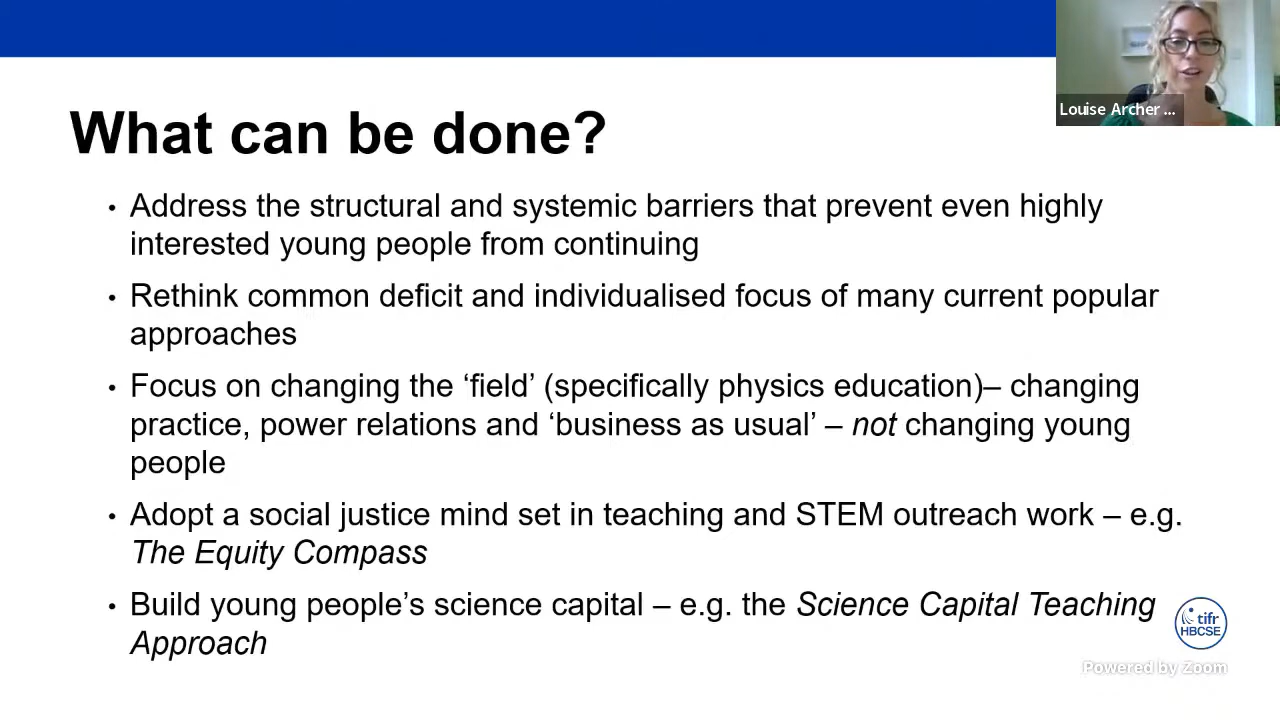 Louise Archer ...
What can be done?
• Address the structural and systemic barriers that prevent even highly
interested young people from continuing
• Rethink common deficit and individualised focus of many current popular
approaches
• Focus on changing the ‘field’ (specifically physics education)– changing
practice, power relations and ‘business as usual’ – not changing young
people
• Adopt a social justice mind set in teaching and STEM outreach work – e.g.
The Equity Compass
• Build young people’s science capital – e.g. the Science Capital Teaching
Approach
tifr
HBCSE
Powered by Zoom